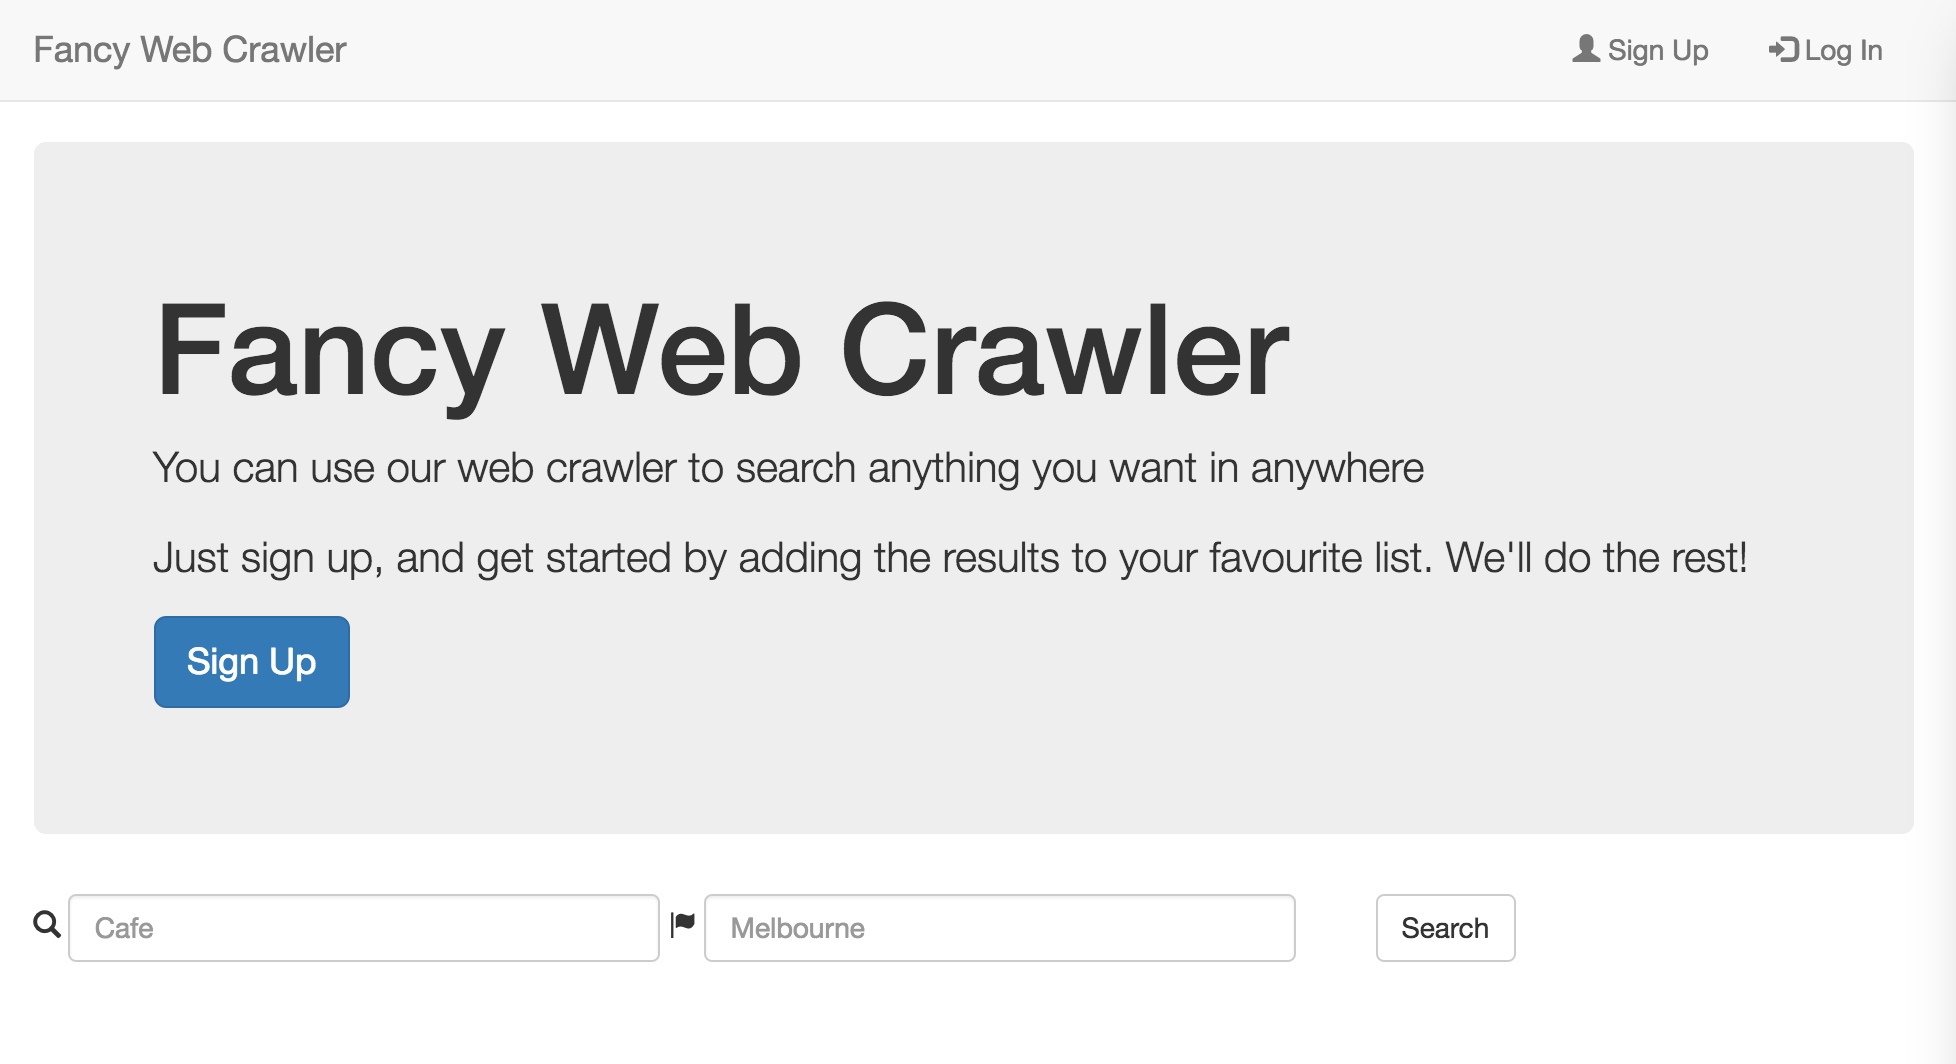 Fancy Web Crawler
Sign Up
Log In
Fancy Web Crawler
You can use our web crawler to search anything you want in anywhere
Just sign up, and get started by adding the results to your favourite list. We'll do the rest!
Sign Up
Cafe
Melbourne
Search